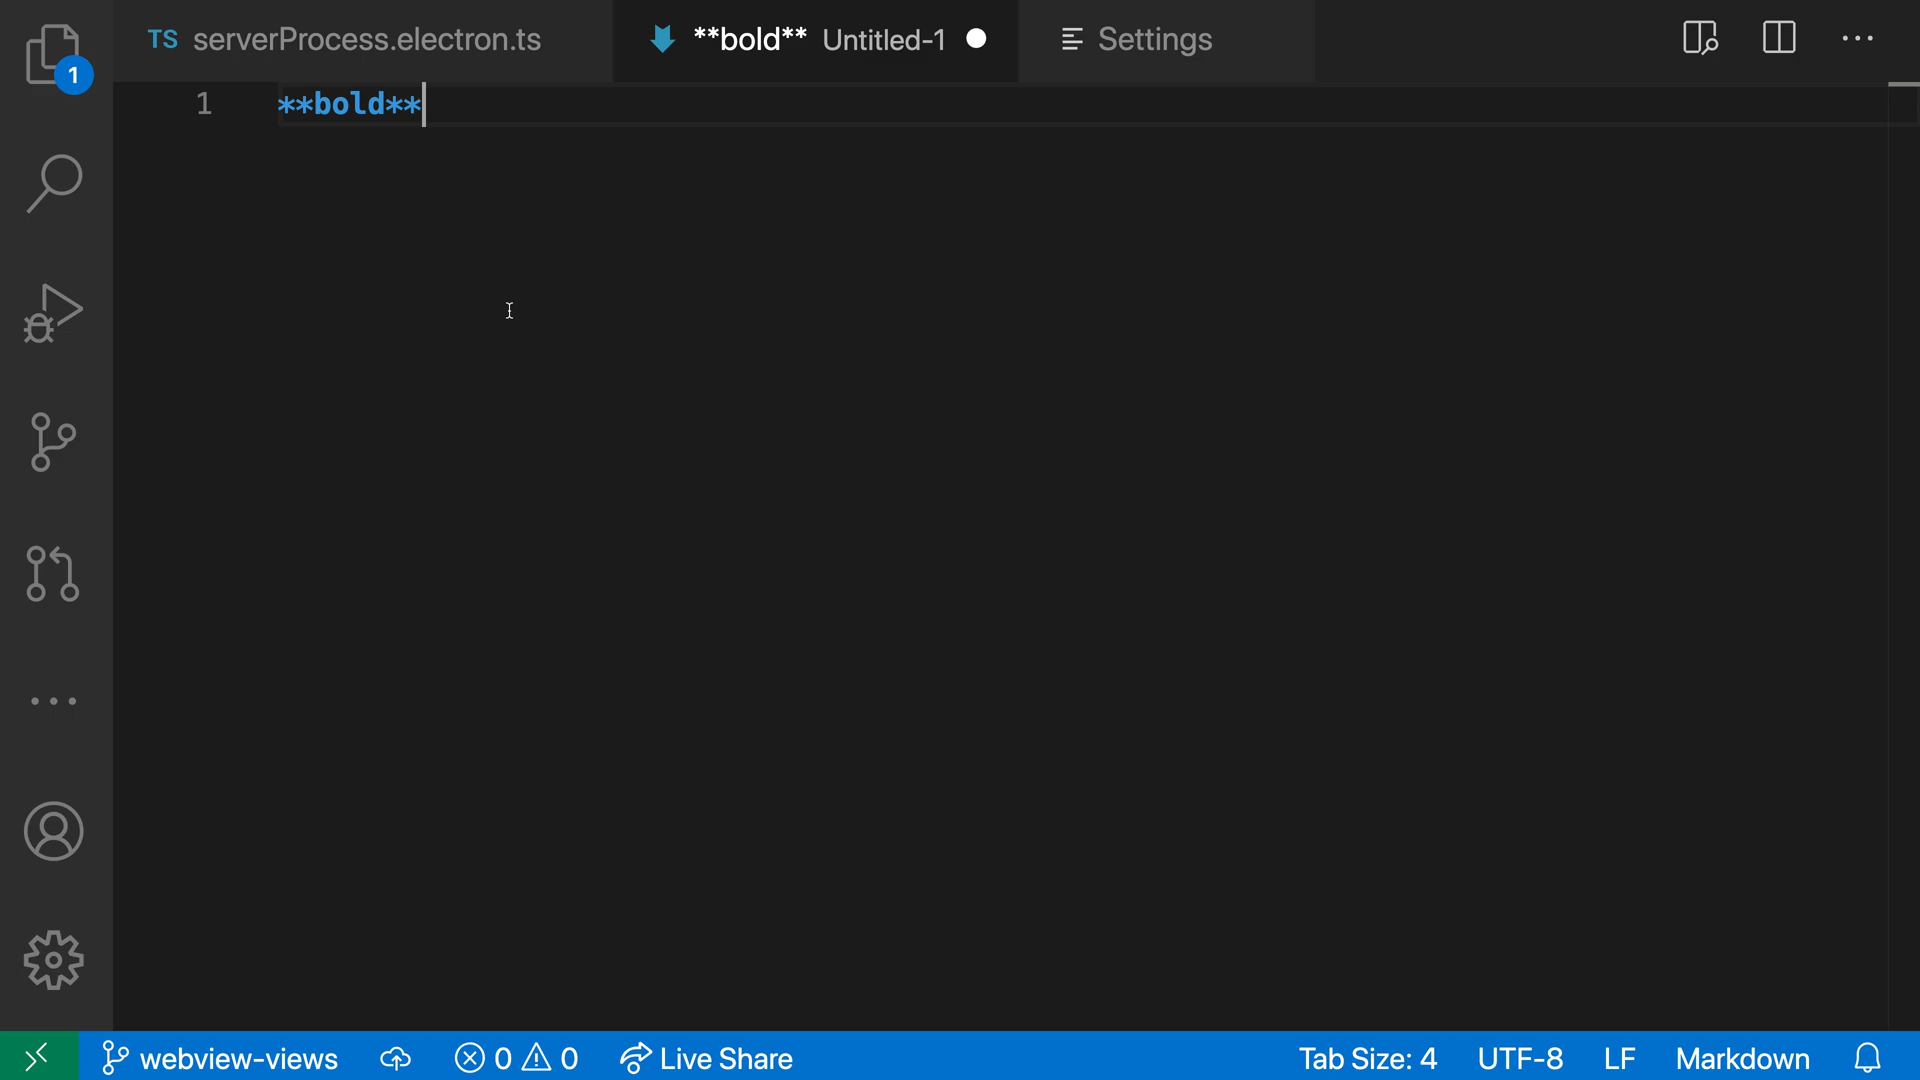 TS serverProcess.electron.ts
**bold** Untitled-1
Settings
1
1 **bold**
webview-views
0 0
Live Share
Tab Size: 4
UTF-8
LF
Markdown